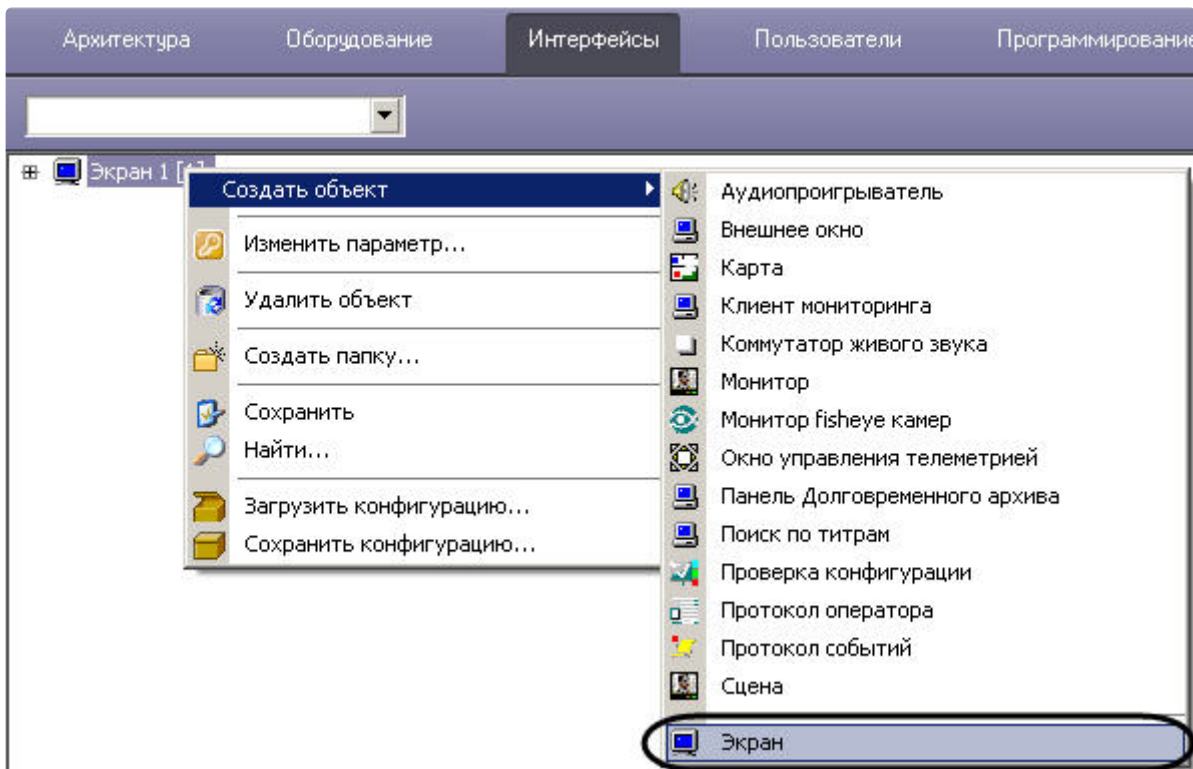 Архитектура Оборудование Интерфейсы Пользователи Программирование
Экран 1 [1]
Создать объект
Изменить параметр...
Удалить объект
Создать папку...
Сохранить
Найти...
Загрузить конфигурацию...
Сохранить конфигурацию...
Аудиопроигрыватель
Внешнее окно
Карта
Клиент мониторинга
Коммутатор живого звука
Монитор
Монитор fisheye камер
Окно управления телеметрией
Панель Долговременного архива
Поиск по титрам
Проверка конфигурации
Протокол оператора
Протокол событий
Сцена
Экран